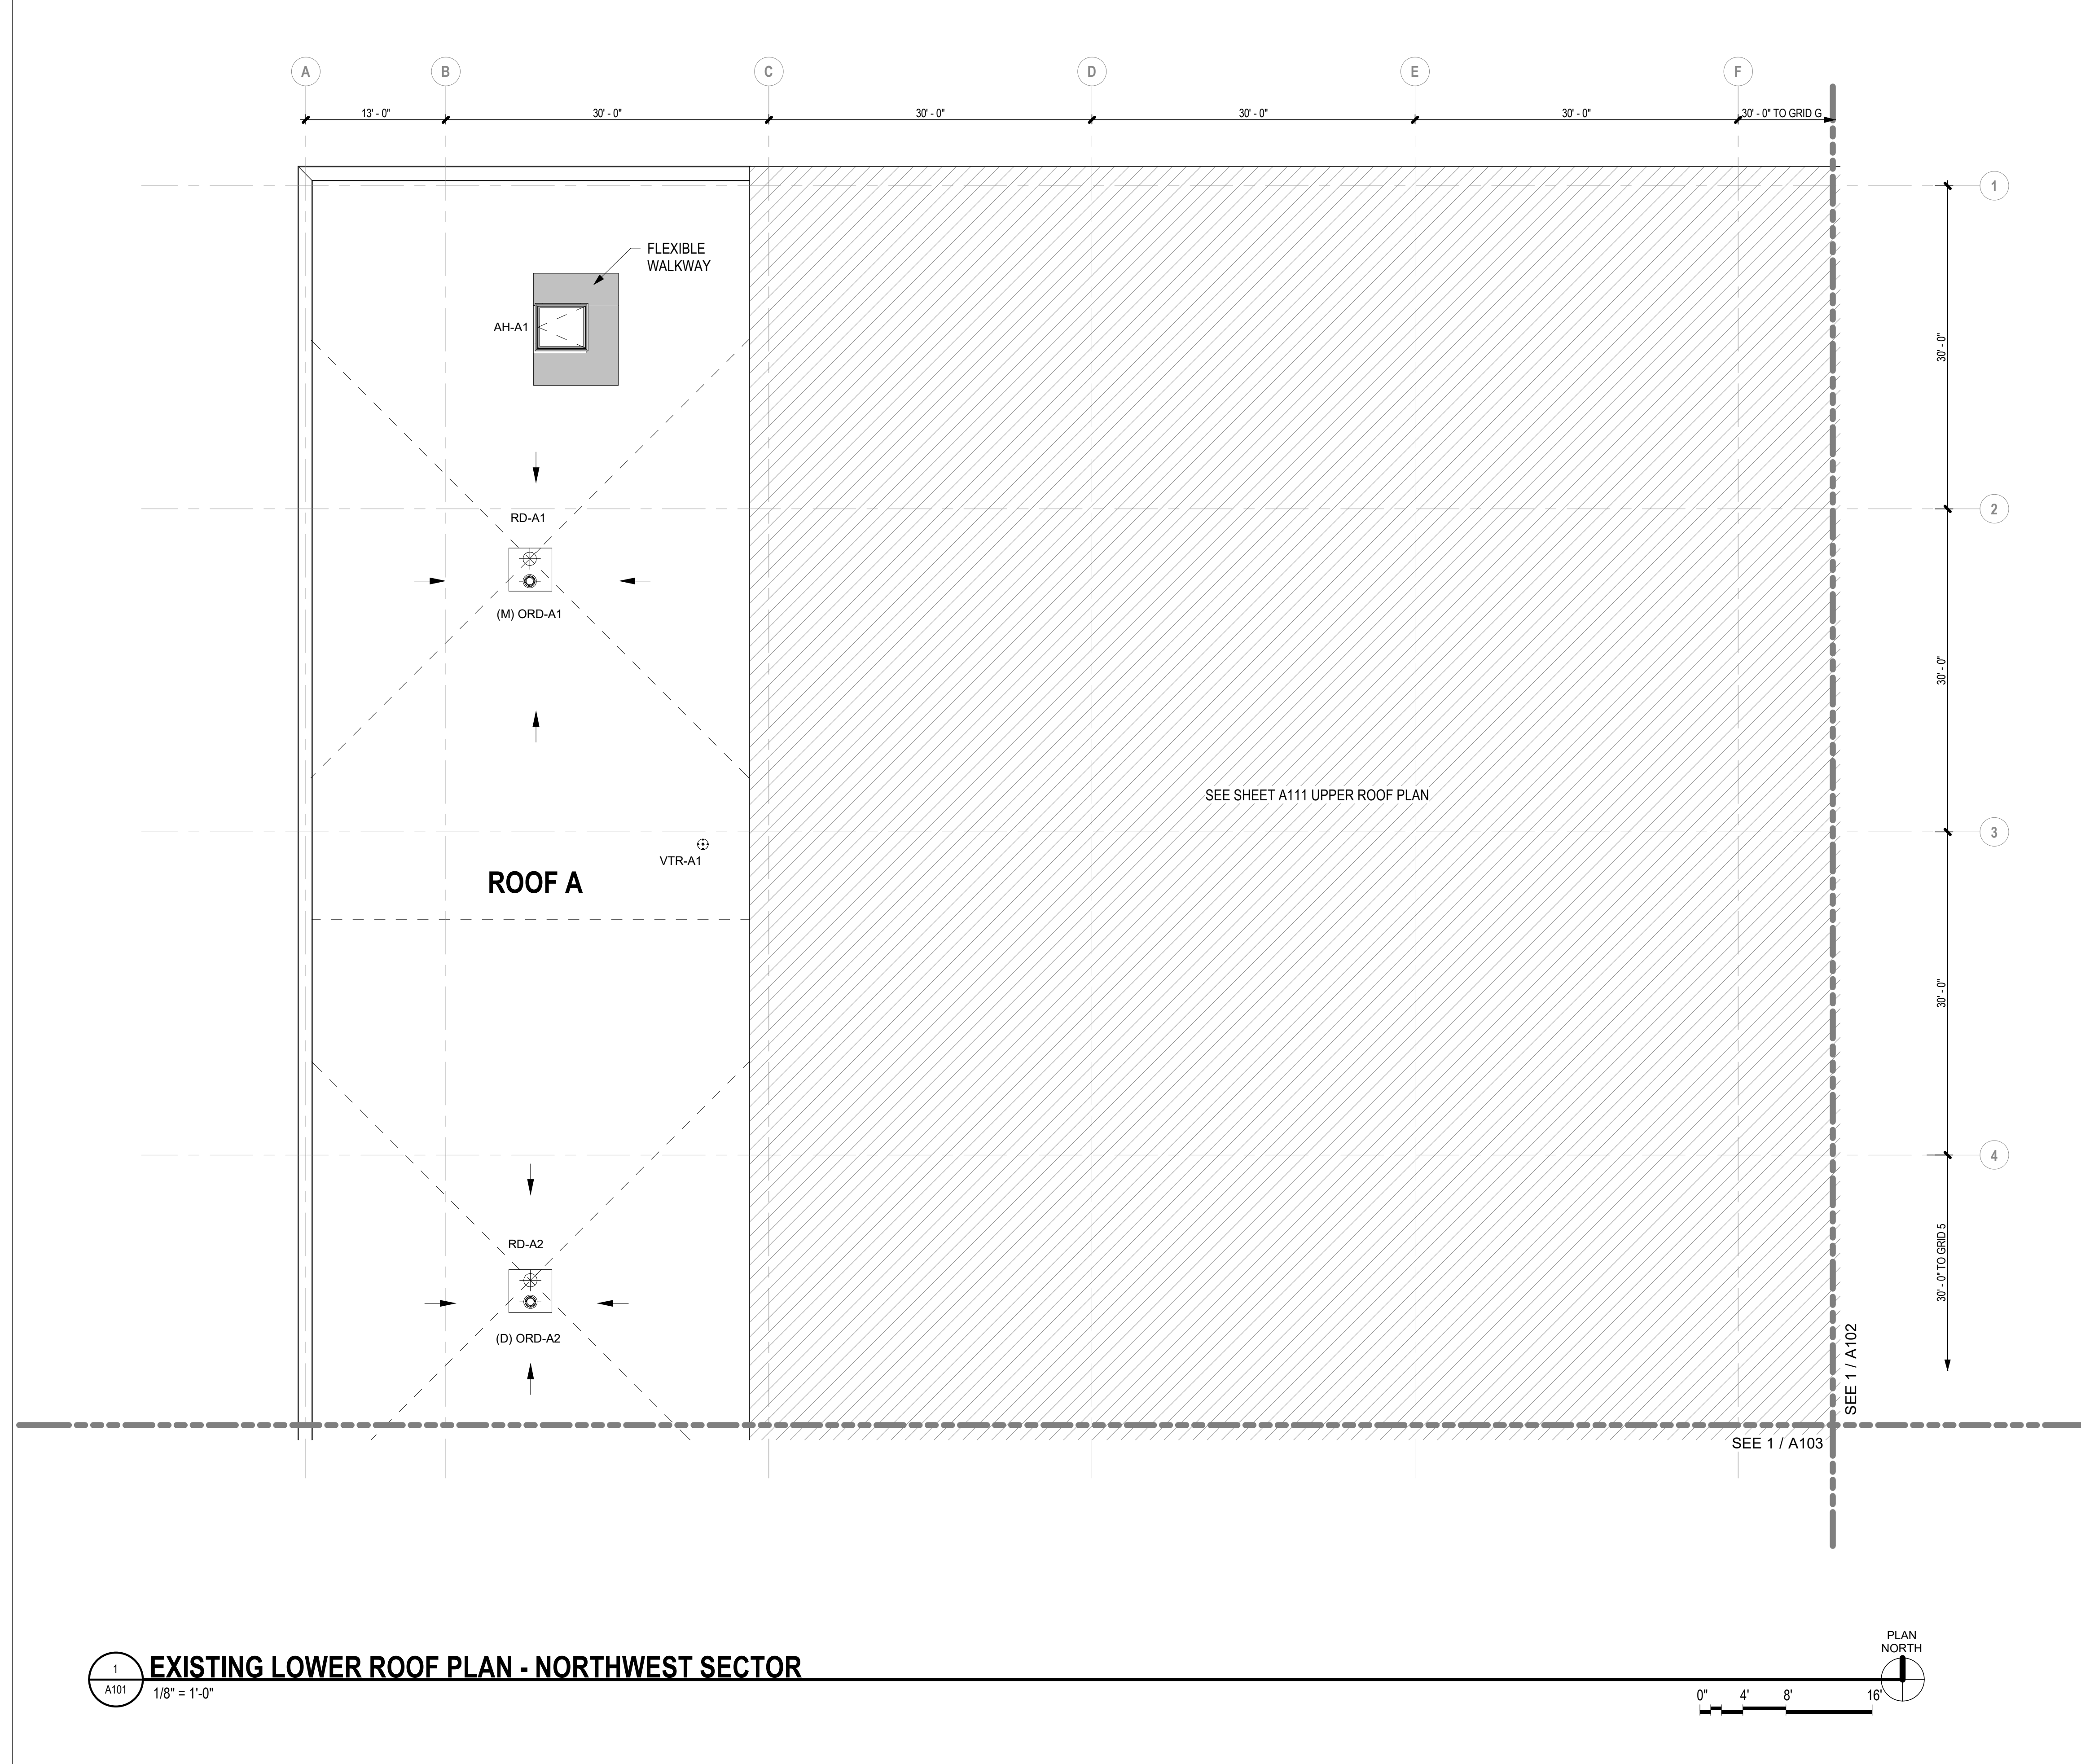 A
B
C
D
E
F
13' - 0"
30' - 0"
30' - 0"
30' - 0"
30' - 0"
30' - 0" TO GRID G
1
FLEXIBLE
WALKWAY
AH-A1
30' - 0"
2
RD-A1
(M) ORD-A1
30' - 0"
SEE SHEET A111 UPPER ROOF PLAN
3
VTR-A1
ROOF A
30' - 0"
4
RD-A2
30' - 0" TO GRID 5
(D) ORD-A2
SEE 1 / A102
SEE 1 / A103
PLAN
NORTH
1
A101
EXISTING LOWER ROOF PLAN - NORTHWEST SECTOR
1/8" = 1'-0"
0" 4' 8' 16'